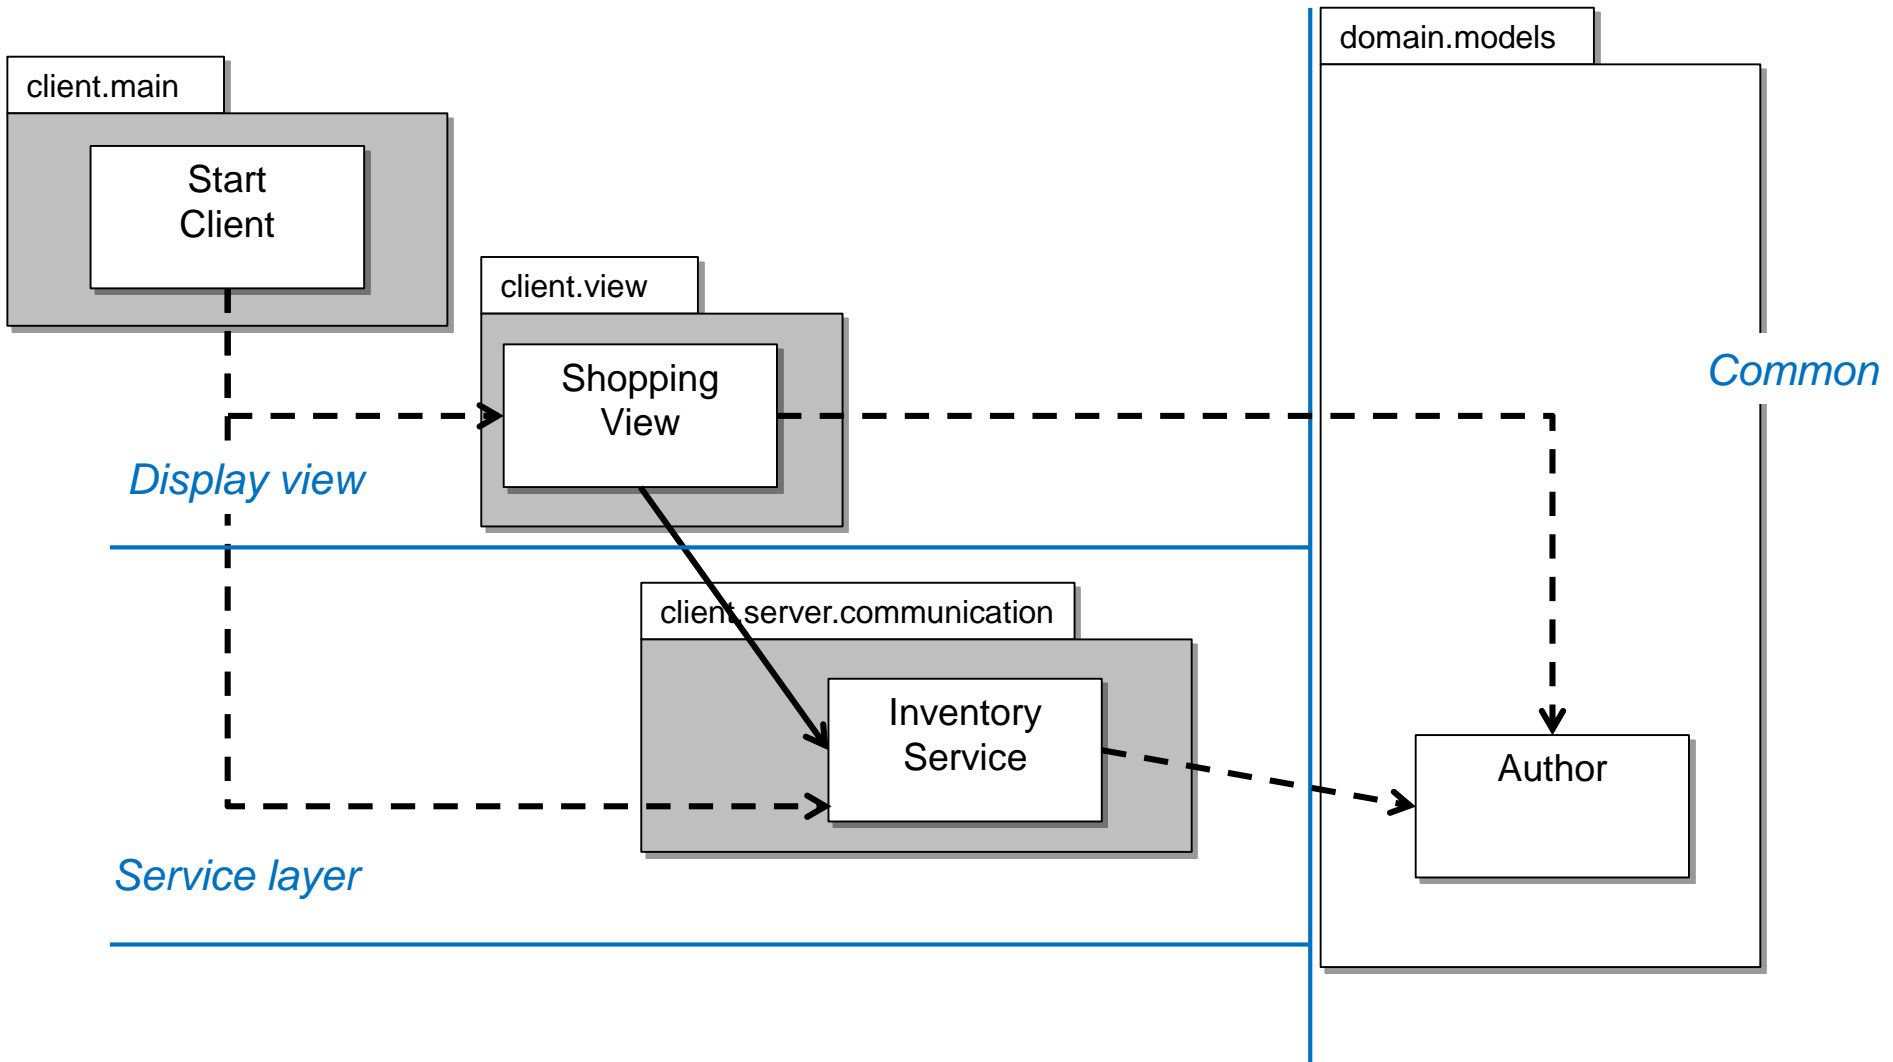 domain.models
client.main
Start
Client
client.view
Shopping
View
Common
Display view
client.server.communication
Inventory
Service
Author
Service layer